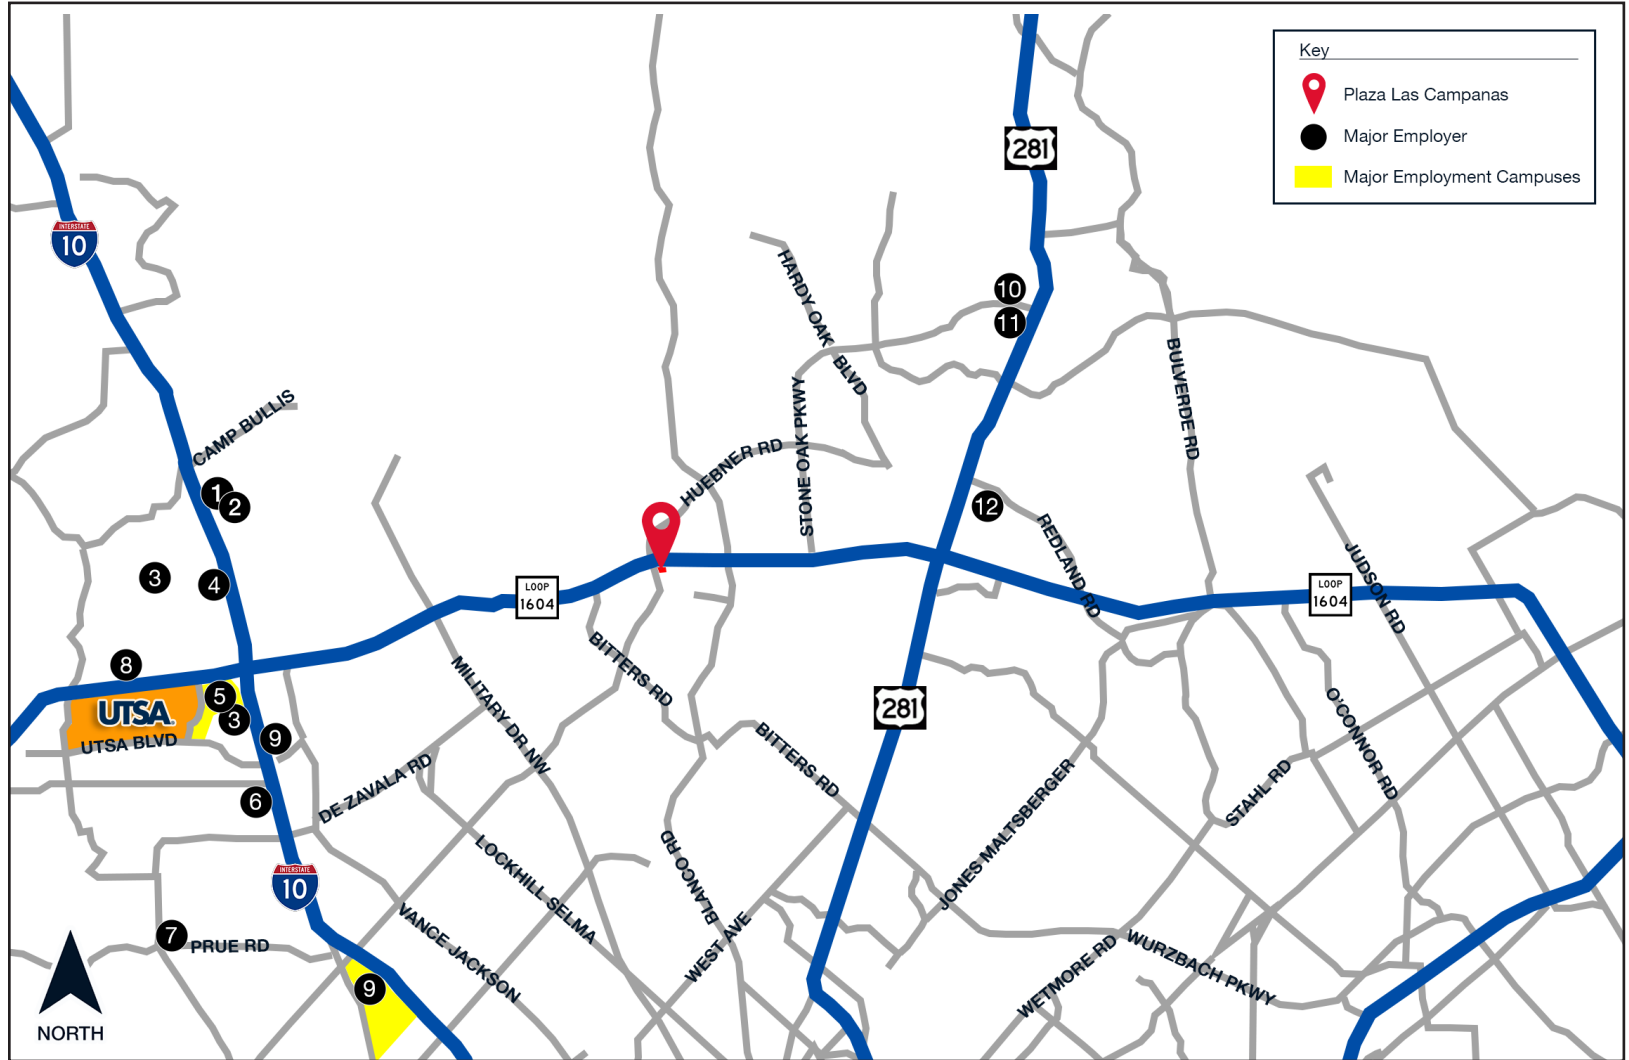 Key
Plaza Las Campanas
Major Employer
Major Employment Campuses
281
INTERSTATE
10
HARDY OAK BLVD
10
11
BULVERDE RD
CAMP BULLIS
STONE OAK PKWY
HUEBNER RD
1
2
12
REDLAND RD
3
4
LOOP
1604
JUDSON RD
LOOP
1604
8
5
UTSA
3
UTSA BLVD
9
BITTERS RD
MILITARY DR NW
281
O'CONNOR RD
BITTERS RD
DE ZAVALA RD
6
STAHL RD
JONES MALTSBERGER
LOCKHILL SELMA
BLANCO RD
INTERSTATE
10
VANCE JACKSON
WEST AVE
7
PRUE RD
WURZBACH PKWY
WETMORE RD
9
NORTH